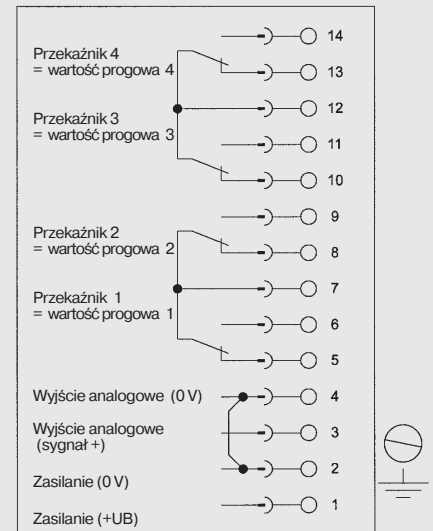 14
Przekaźnik 4
= wartość progowa 4
13
12
Przekaźnik 3
= wartość progowa 3
11
10
9
Przekaźnik 2
= wartość progowa 2
8
7
Przekaźnik 1
= wartość progowa 1
6
5
Wyjście analogowe (0 V)
4
Wyjście analogowe
(sygnał +)
3
2
Zasilanie (0 V)
1
Zasilanie (+UB)